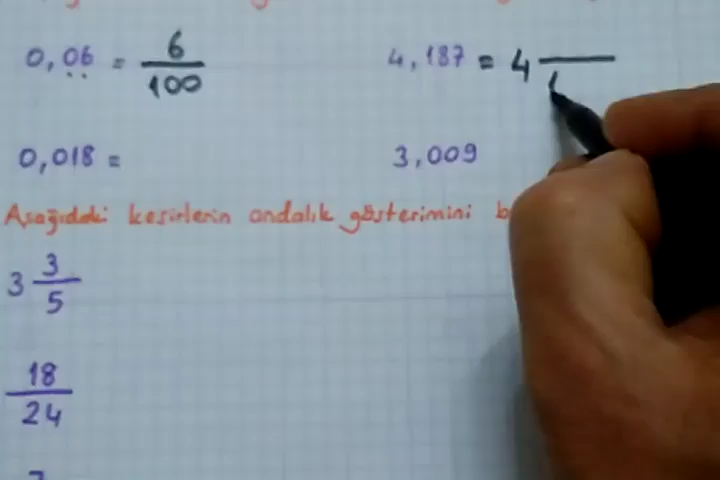 0,06 = 6/100
4,187 = 4
0,018 =
3,009
Aşağıdaki kesirlerin ondalık gösterimini b
3 3/5
18/24